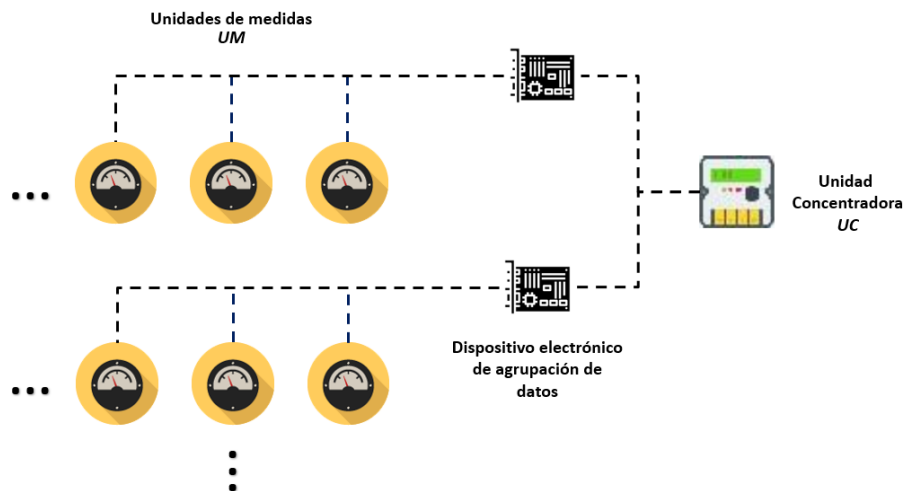 Unidades de medidas
UM
Unidad
Concentradora
UC
Dispositivo electrónico
de agrupación de
datos